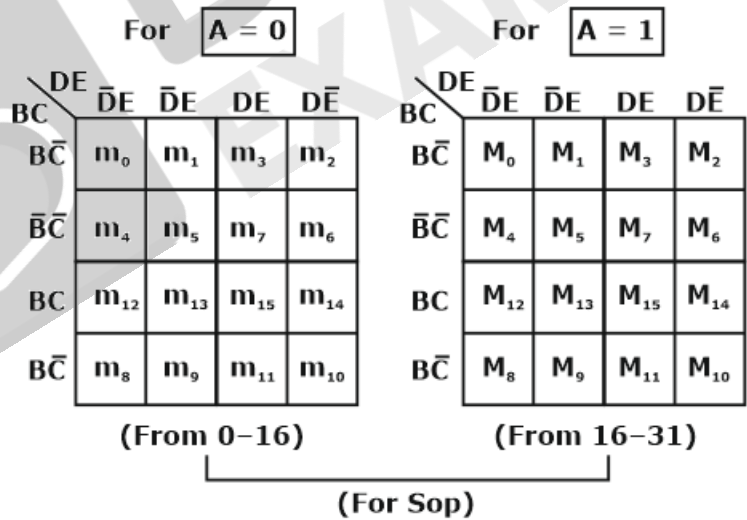 For A = 0
For A = 1
DE
BC
D̄E D̄E DE DĒ
BC̄ m₀ m₁ m₃ m₂
B̄C̄ m₄ m₅ m₇ m₆
BC m₁₂ m₁₃ m₁₅ m₁₄
BC̄ m₈ m₉ m₁₁ m₁₀
(From 0–16)
DE
BC
D̄E D̄E DE DĒ
BC̄ M₀ M₁ M₃ M₂
B̄C̄ M₄ M₅ M₇ M₆
BC M₁₂ M₁₃ M₁₅ M₁₄
BC̄ M₈ M₉ M₁₁ M₁₀
(From 16–31)
(For Sop)